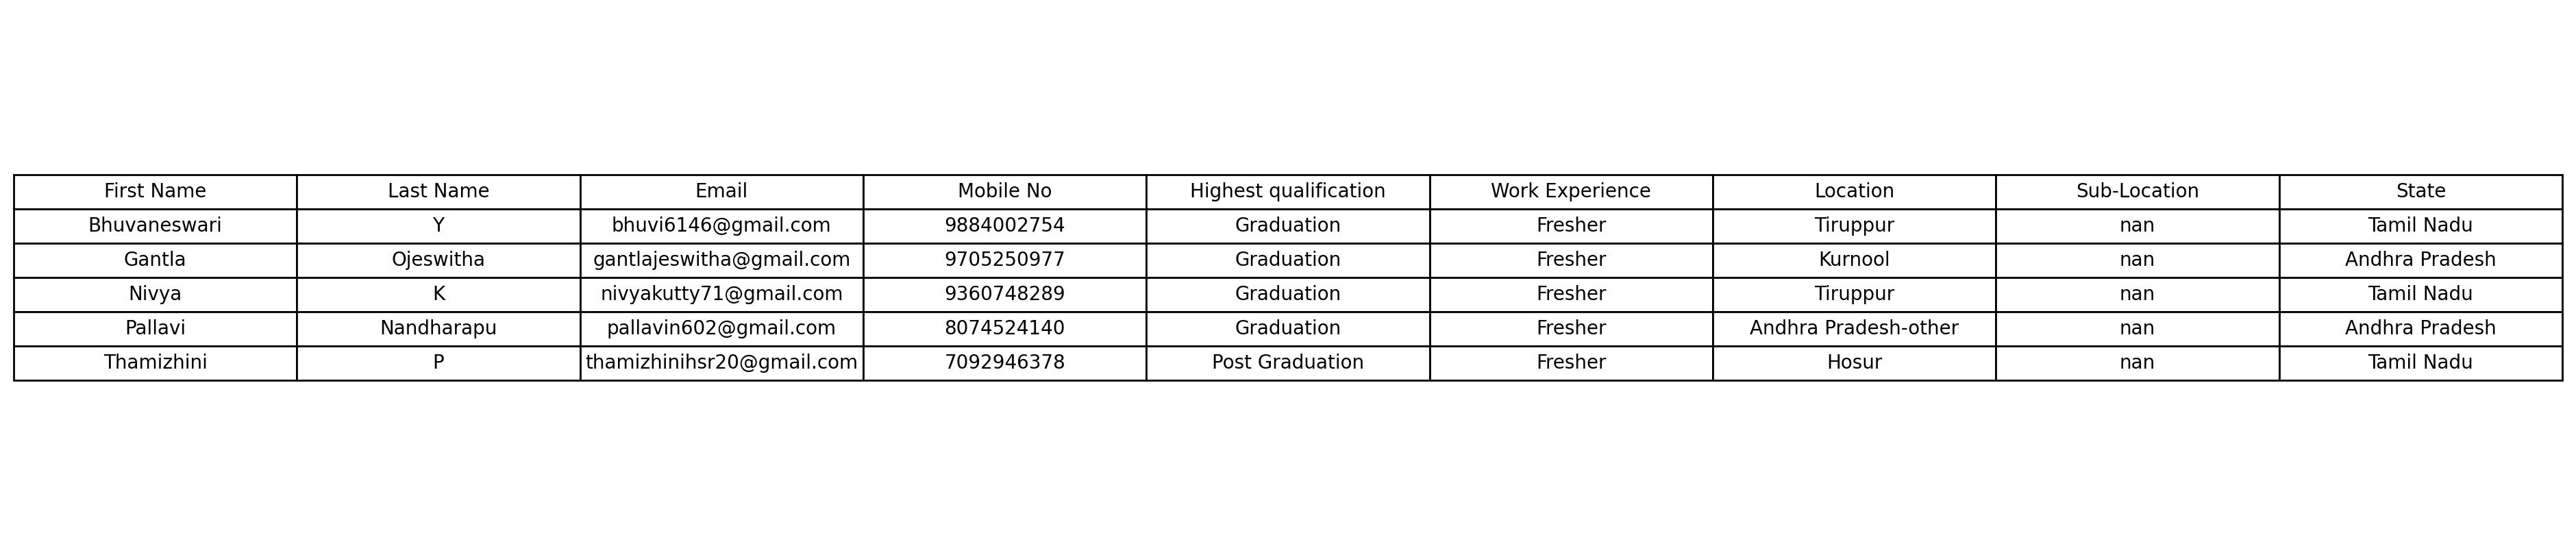 First Name Last Name Email Mobile No Highest qualification Work Experience Location Sub-Location State
Bhuvaneswari Y bhuvi6146@gmail.com 9884002754 Graduation Fresher Tiruppur nan Tamil Nadu
Gantla Ojeswitha gantlajeswitha@gmail.com 9705250977 Graduation Fresher Kurnool nan Andhra Pradesh
Nivya K nivyakutty71@gmail.com 9360748289 Graduation Fresher Tiruppur nan Tamil Nadu
Pallavi Nandharapu pallavin602@gmail.com 8074524140 Graduation Fresher Andhra Pradesh-other nan Andhra Pradesh
Thamizhini P thamizhinihsr20@gmail.com 7092946378 Post Graduation Fresher Hosur nan Tamil Nadu